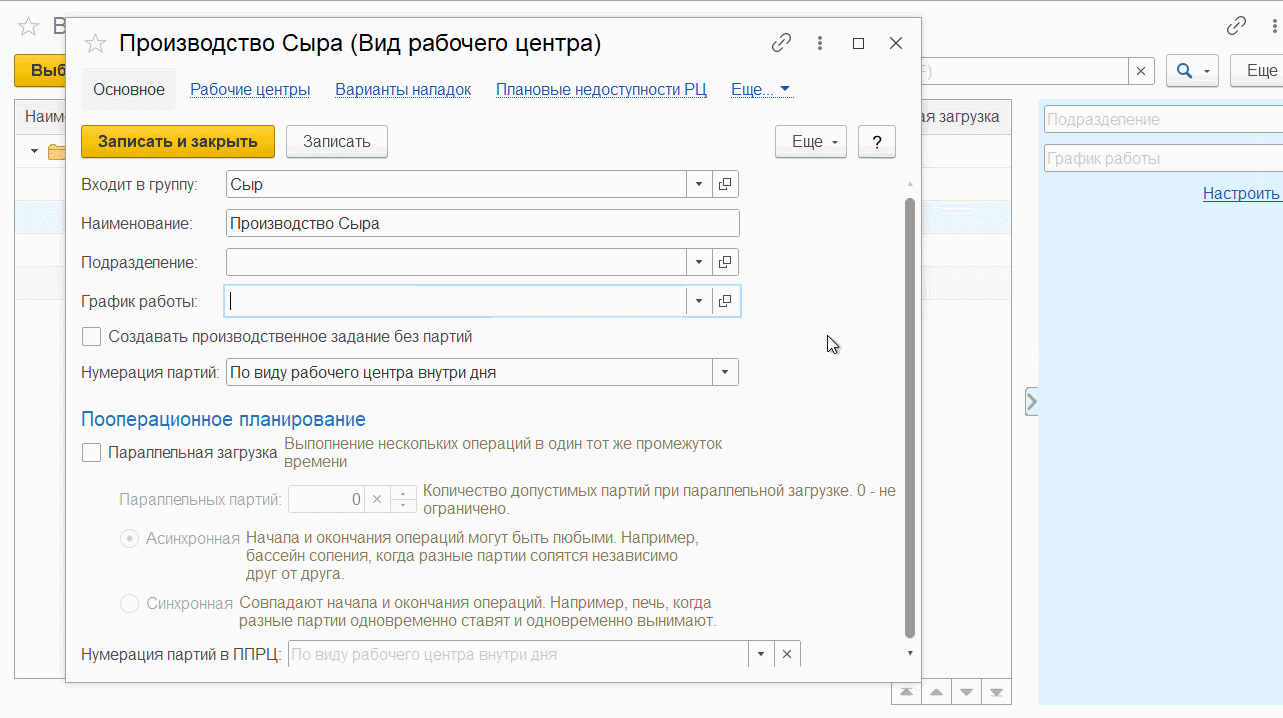 В
Производство Сыра (Вид рабочего центра)
Выб
F)
Еще
Основное Рабочие центры Варианты наладок Плановые недоступности РЦ Еще...
Наим
ая загрузка
Подразделение
Записать и закрыть Записать Еще ?
График работы
Входит в группу: Сыр
Настроить
Наименование: Производство Сыра
Подразделение:
График работы:
Создавать производственное задание без партий
Нумерация партий: По виду рабочего центра внутри дня
Пооперационное планирование
Параллельная загрузка Выполнение нескольких операций в один тот же промежуток
времени
Параллельных партий: 0 Количество допустимых партий при параллельной загрузке. 0 - не
ограничено.
Асинхронная Начала и окончания операций могут быть любыми. Например,
бассейн соления, когда разные партии солятся независимо
друг от друга.
Синхронная Совпадают начала и окончания операций. Например, печь, когда
разные партии одновременно ставят и одновременно вынимают.
Нумерация партий в ППРЦ: По виду рабочего центра внутри дня